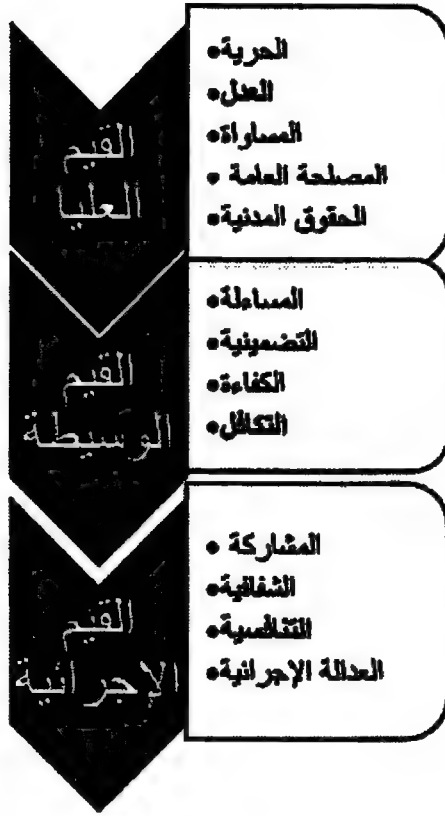 القيم
العليا
الحرية•
العدل•
المساواة•
المصلحة العامة •
الحقوق المدنية•
القيم
الوسيطة
المساءلة•
التضمينية•
الكفاءة•
التكافل•
القيم
الإجرائية
المشاركة •
الشفافية•
التنافسية•
العدالة الإجرائية•